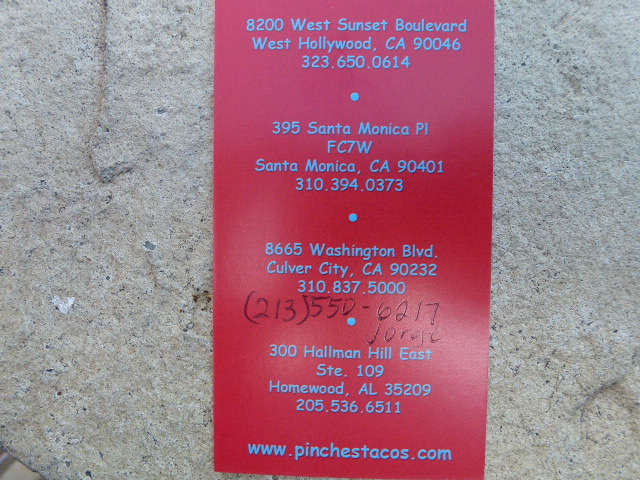 8200 West Sunset Boulevard
West Hollywood, CA 90046
323.650.0614
395 Santa Monica Pl
FC7W
Santa Monica, CA 90401
310.394.0373
8665 Washington Blvd.
Culver City, CA 90232
310.837.5000
(213)550-6217
Jorge
300 Hallman Hill East
Ste. 109
Homewood, AL 35209
205.536.6511
www.pinchestacos.com